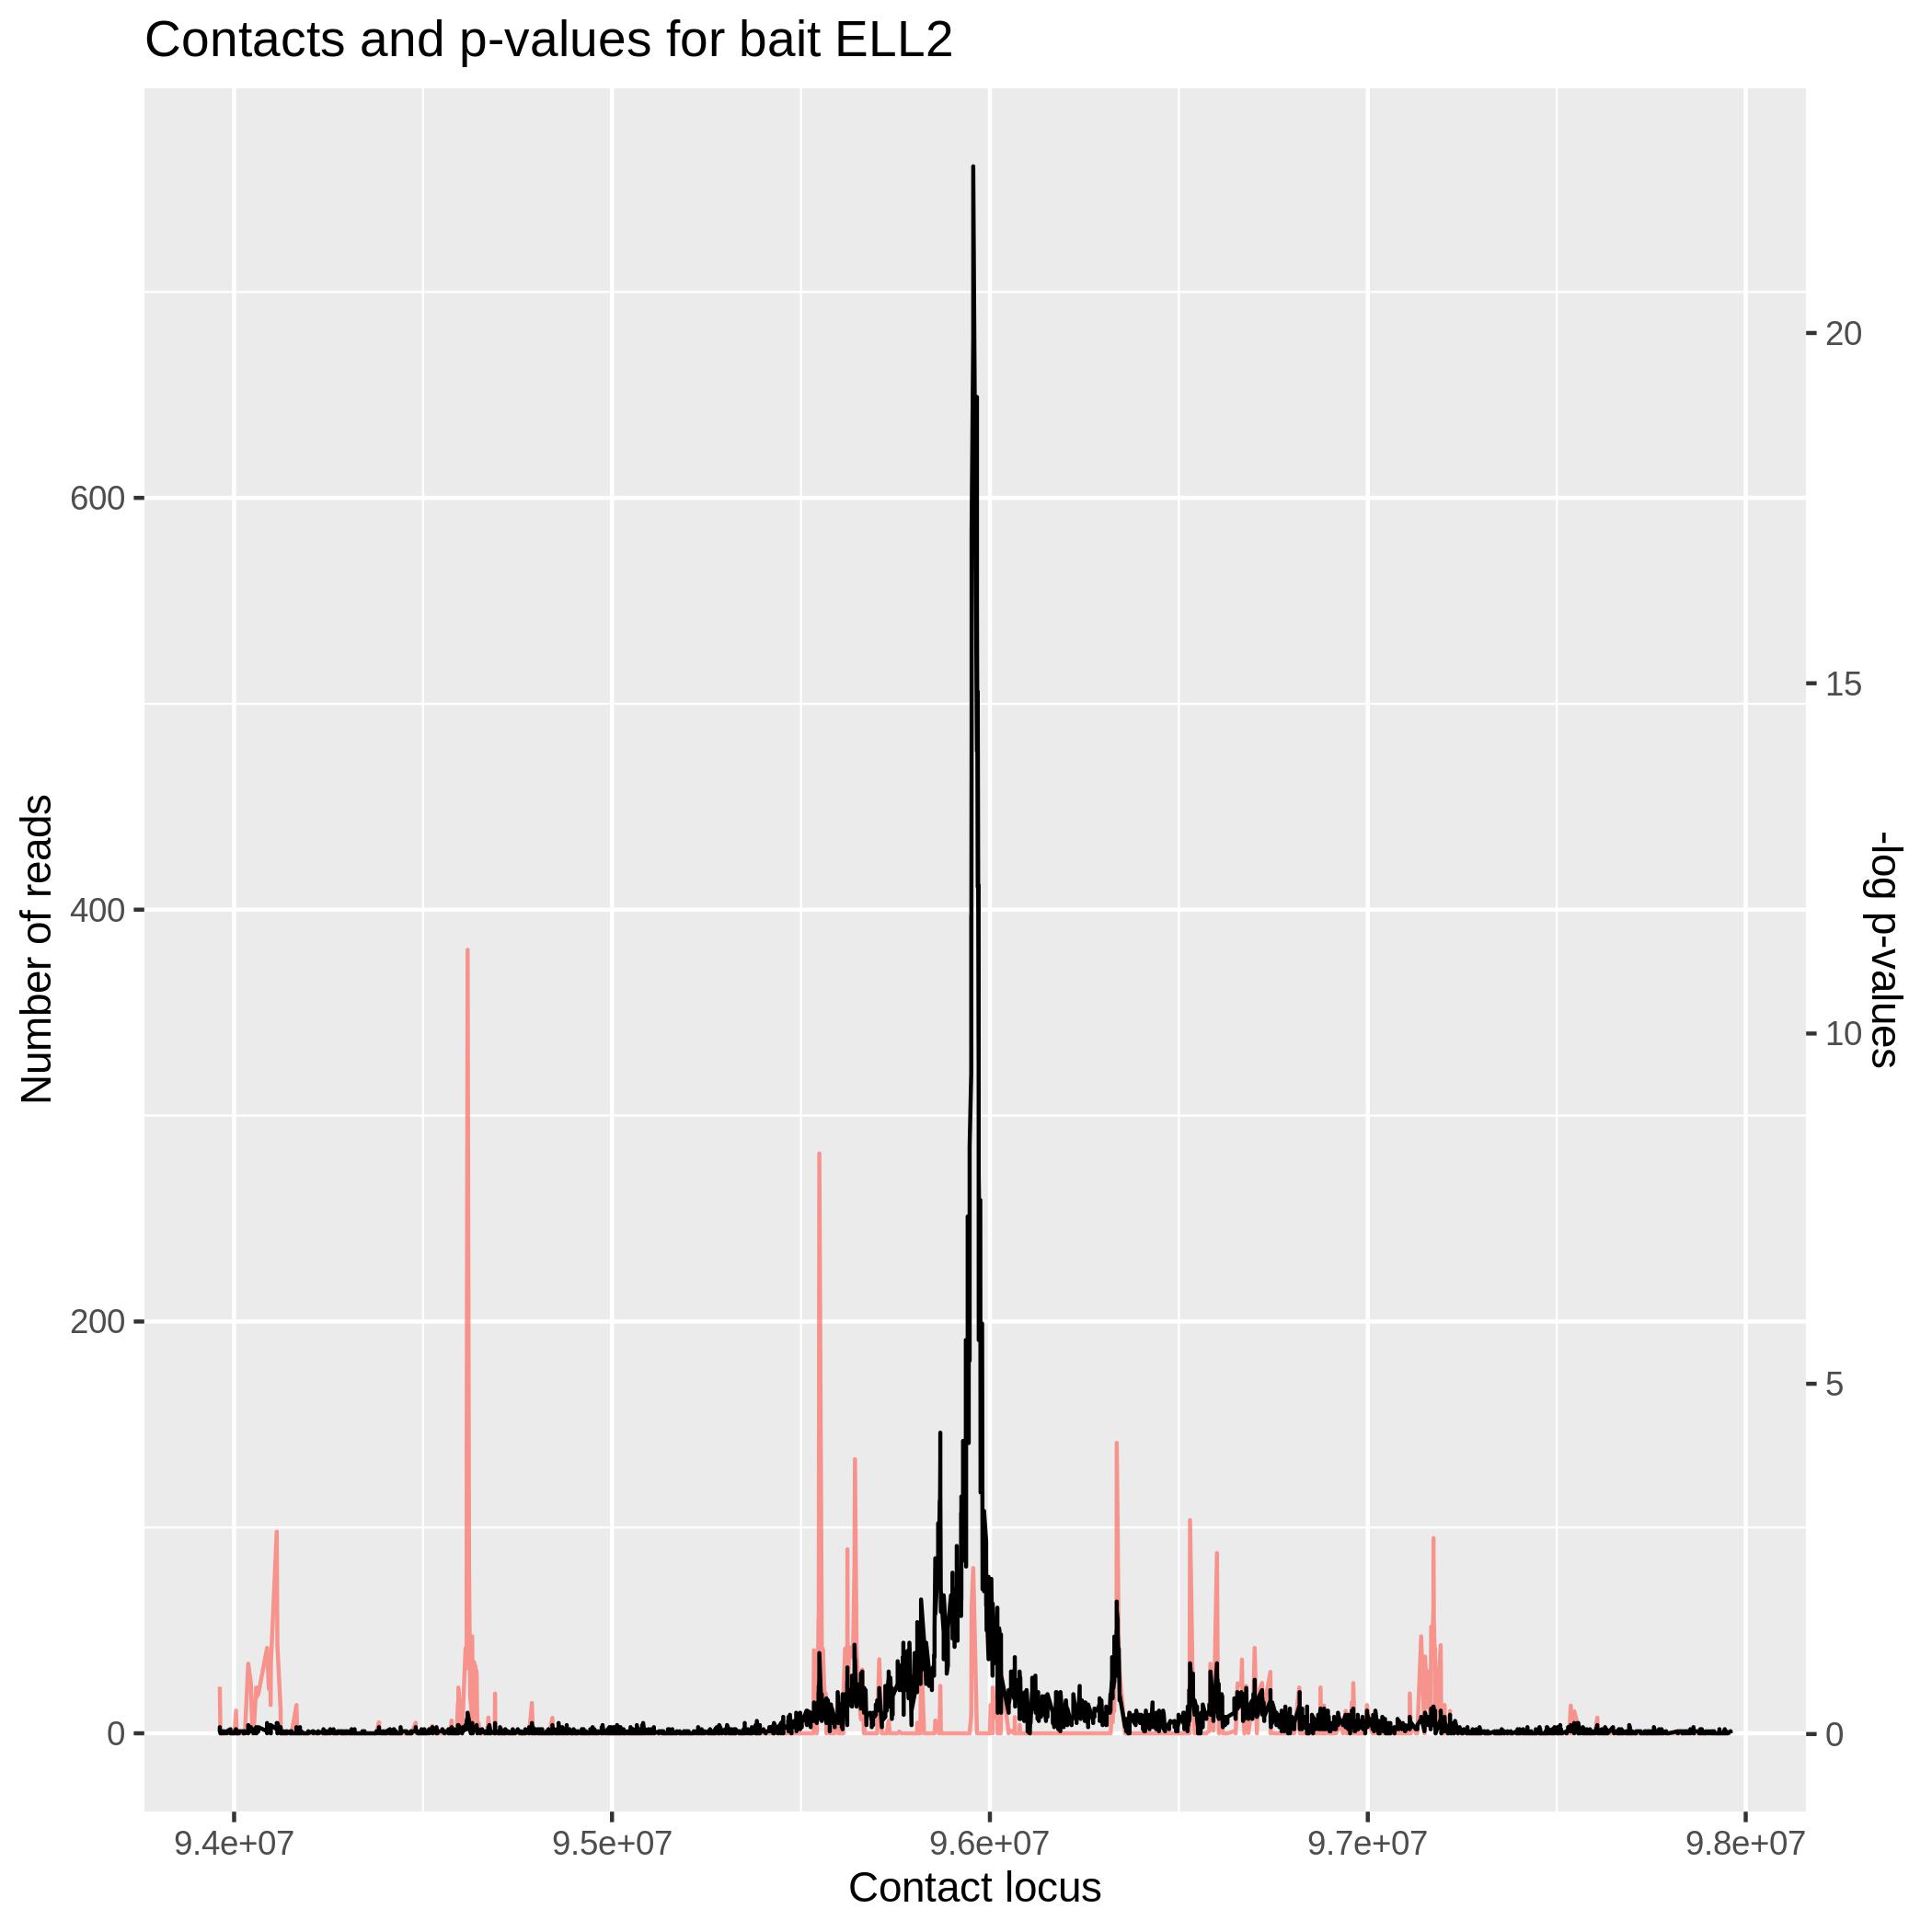 Contacts and p-values for bait ELL2
Number of reads
600
400
200
0
20
15
10
5
0
-log p-values
9.4e+07
9.5e+07
9.6e+07
9.7e+07
9.8e+07
Contact locus